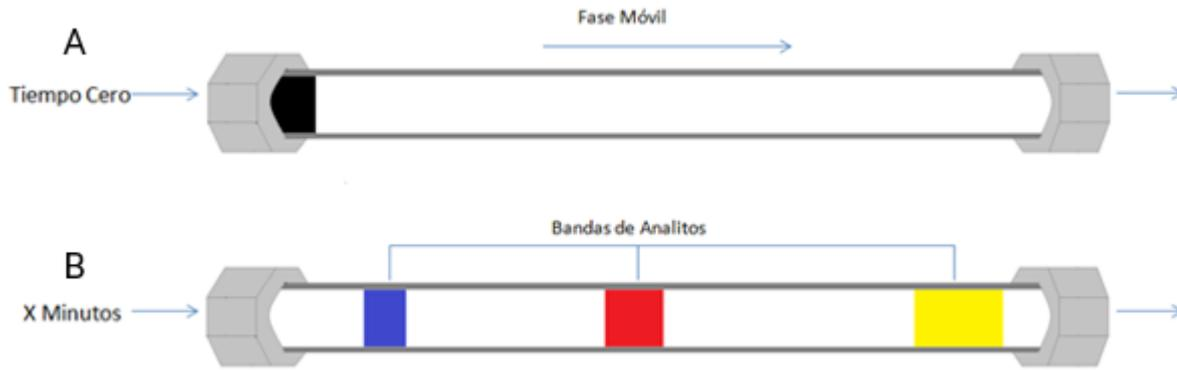 Fase Móvil
A
Tiempo Cero
Bandas de Analitos
B
X Minutos